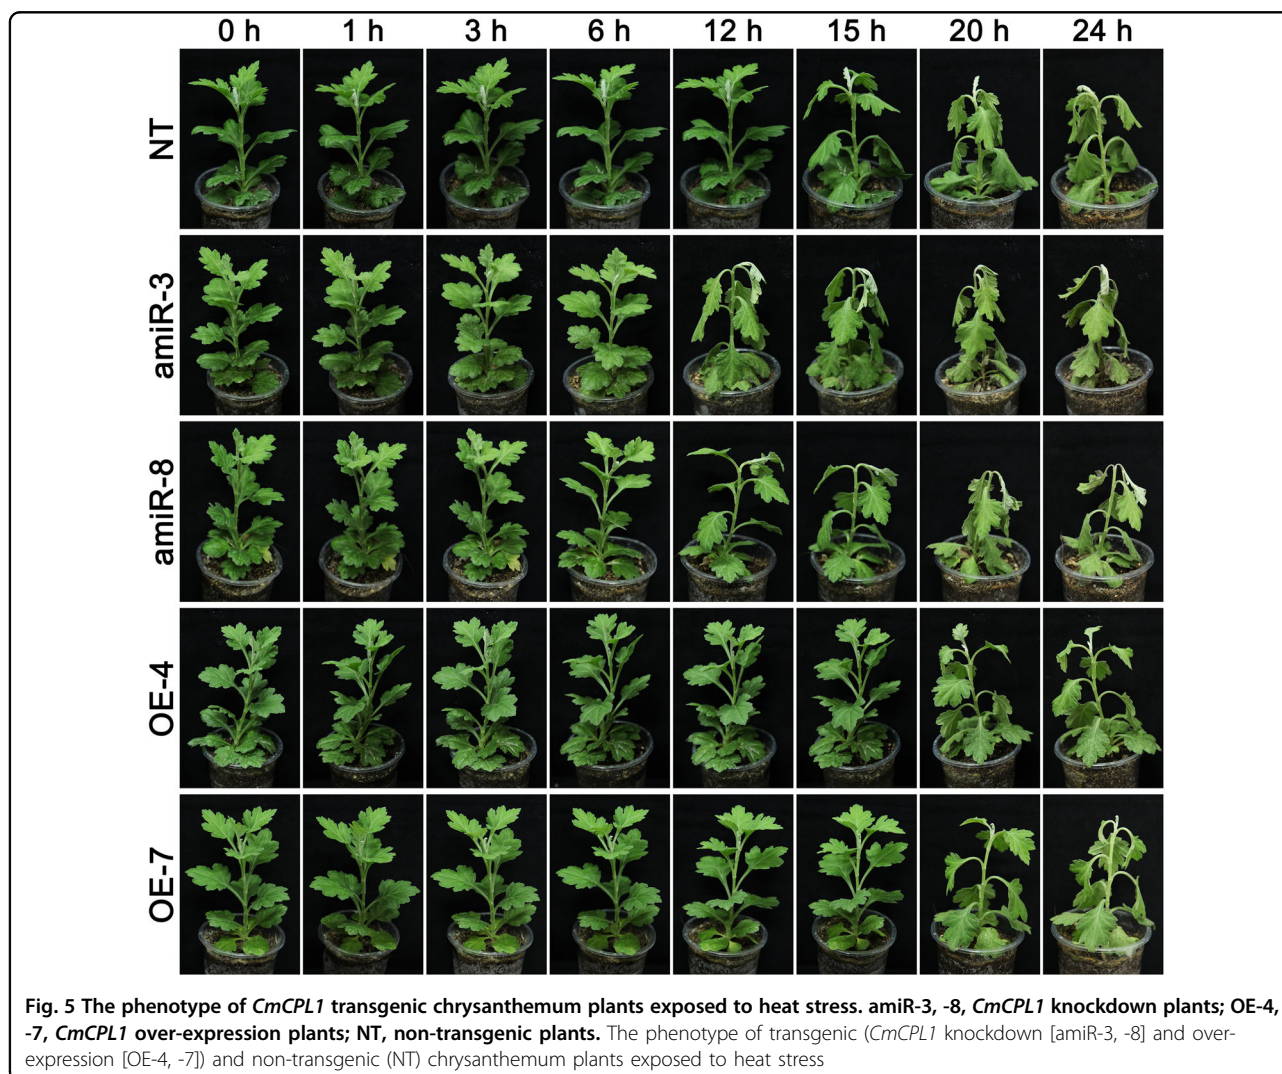 0 h 1 h 3 h 6 h 12 h 15 h 20 h 24 h
NT
amiR-3
amiR-8
OE-4
OE-7
Fig. 5 The phenotype of CmCPL1 transgenic chrysanthemum plants exposed to heat stress. amiR-3, -8, CmCPL1 knockdown plants; OE-4,
-7, CmCPL1 over-expression plants; NT, non-transgenic plants. The phenotype of transgenic (CmCPL1 knockdown [amiR-3, -8] and over-
expression [OE-4, -7]) and non-transgenic (NT) chrysanthemum plants exposed to heat stress